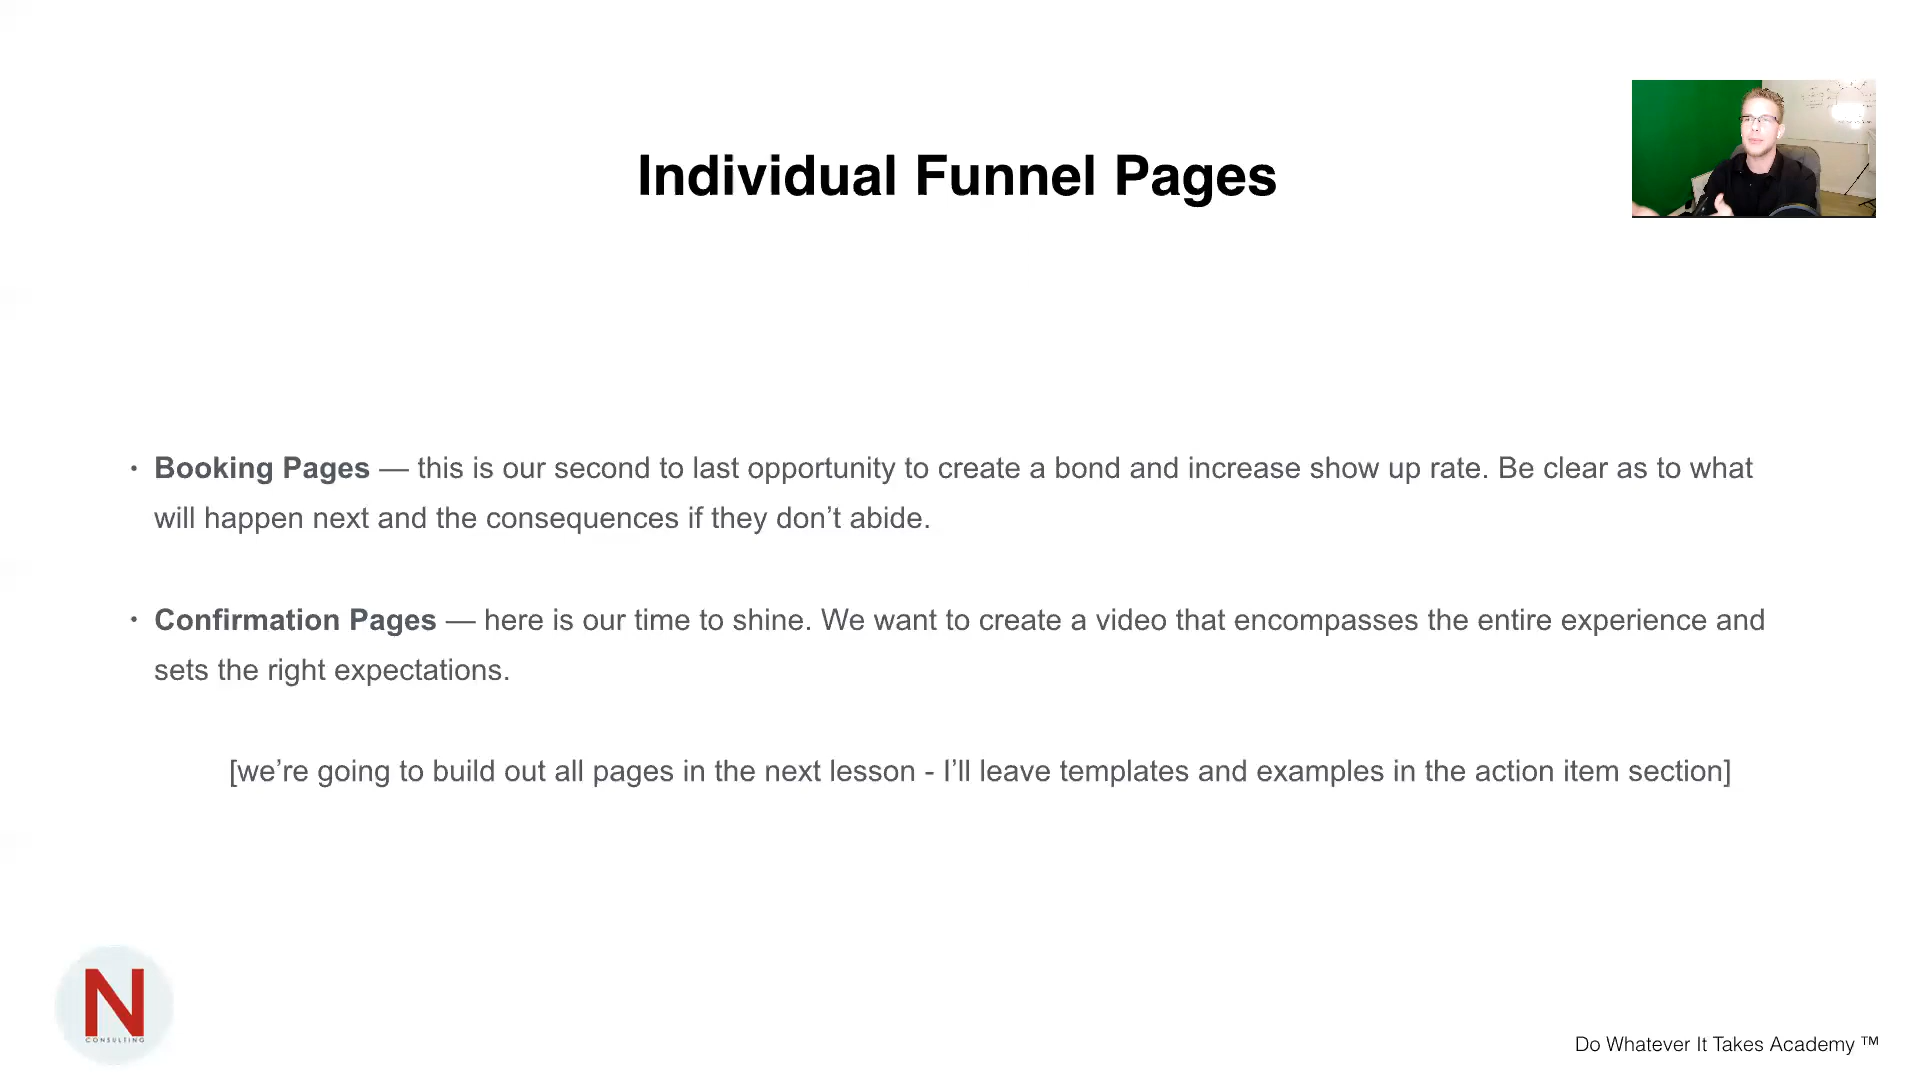 Individual Funnel Pages
• Booking Pages — this is our second to last opportunity to create a bond and increase show up rate. Be clear as to what
will happen next and the consequences if they don’t abide.
• Confirmation Pages — here is our time to shine. We want to create a video that encompasses the entire experience and
sets the right expectations.
[we’re going to build out all pages in the next lesson - I’ll leave templates and examples in the action item section]
N
CONSULTING
Do Whatever It Takes Academy ™